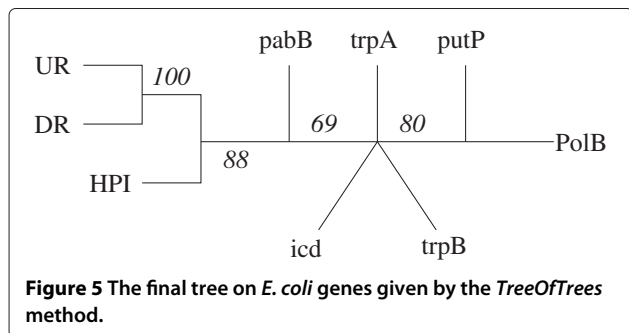 pabB trpA putP
UR
100
DR
69 80
88
PolB
HPI
icd trpB
Figure 5 The final tree on E. coli genes given by the TreeOfTrees
method.